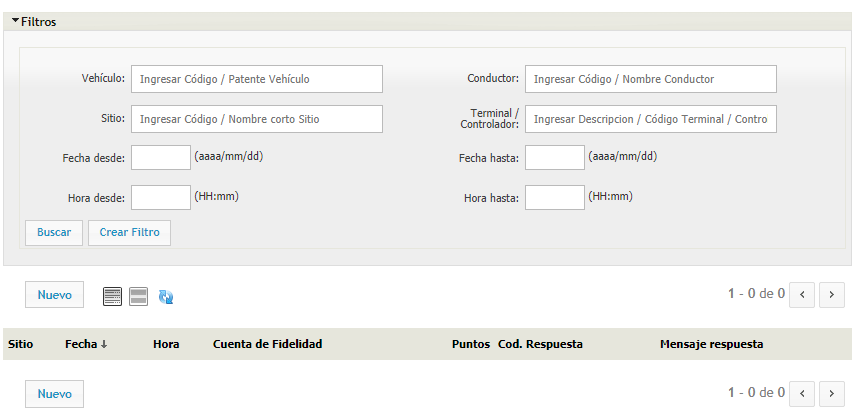 Filtros
Vehículo: Ingresar Código / Patente Vehículo Conductor: Ingresar Código / Nombre Conductor
Sitio: Ingresar Código / Nombre corto Sitio Terminal / Controlador: Ingresar Descripcion / Código Terminal / Contro
Fecha desde: (aaaa/mm/dd) Fecha hasta: (aaaa/mm/dd)
Hora desde: (HH:mm) Hora hasta: (HH:mm)
Buscar Crear Filtro
Nuevo 1 - 0 de 0 ‹ ›
Sitio Fecha ↓ Hora Cuenta de Fidelidad Puntos Cod. Respuesta Mensaje respuesta
Nuevo 1 - 0 de 0 ‹ ›